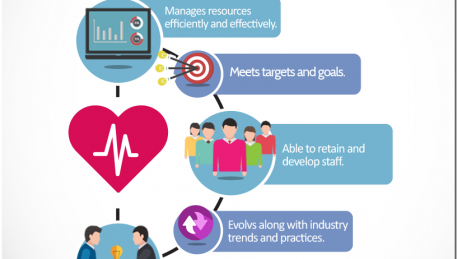 Manages resources
efficiently and effectively.
Meets targets and goals.
Able to retain and
develop staff.
Evolvs along with industry
trends and practices.